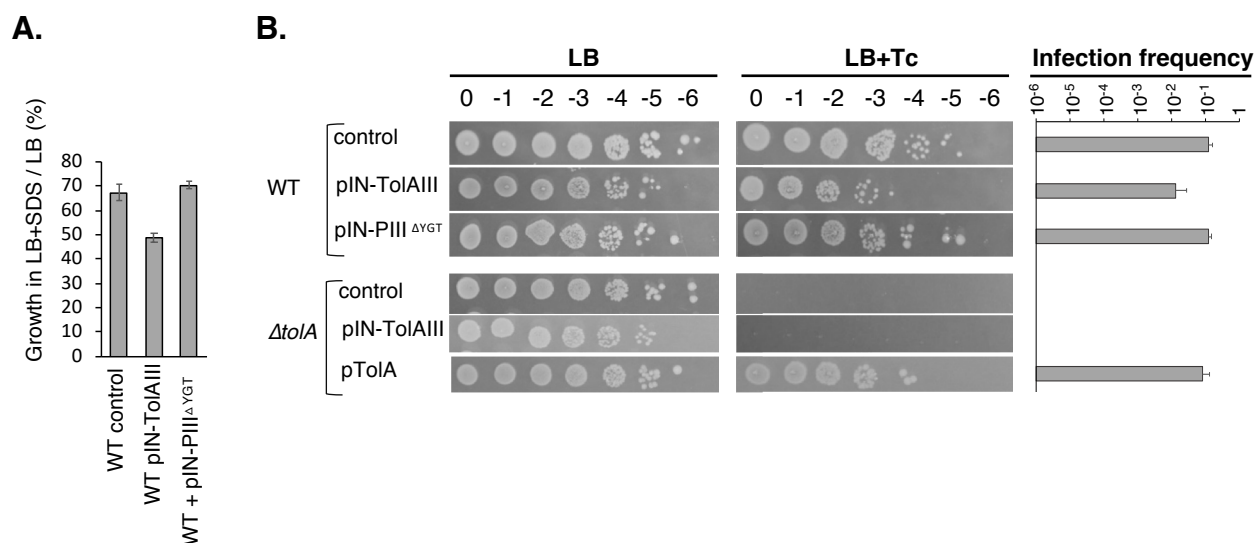 A.
Growth in LB+SDS / LB (%)
80
70
60
50
40
30
20
10
0
WT control
WT pIN-TolAIII
WT + pIN-PIII ΔYGT
B.
LB
LB+Tc
Infection frequency
0 -1 -2 -3 -4 -5 -6
0 -1 -2 -3 -4 -5 -6
10-6 10-5 10-4 10-3 10-2 10-1 1
WT
control
pIN-TolAIII
pIN-PIII ΔYGT
ΔtolA
control
pIN-TolAIII
pTolA